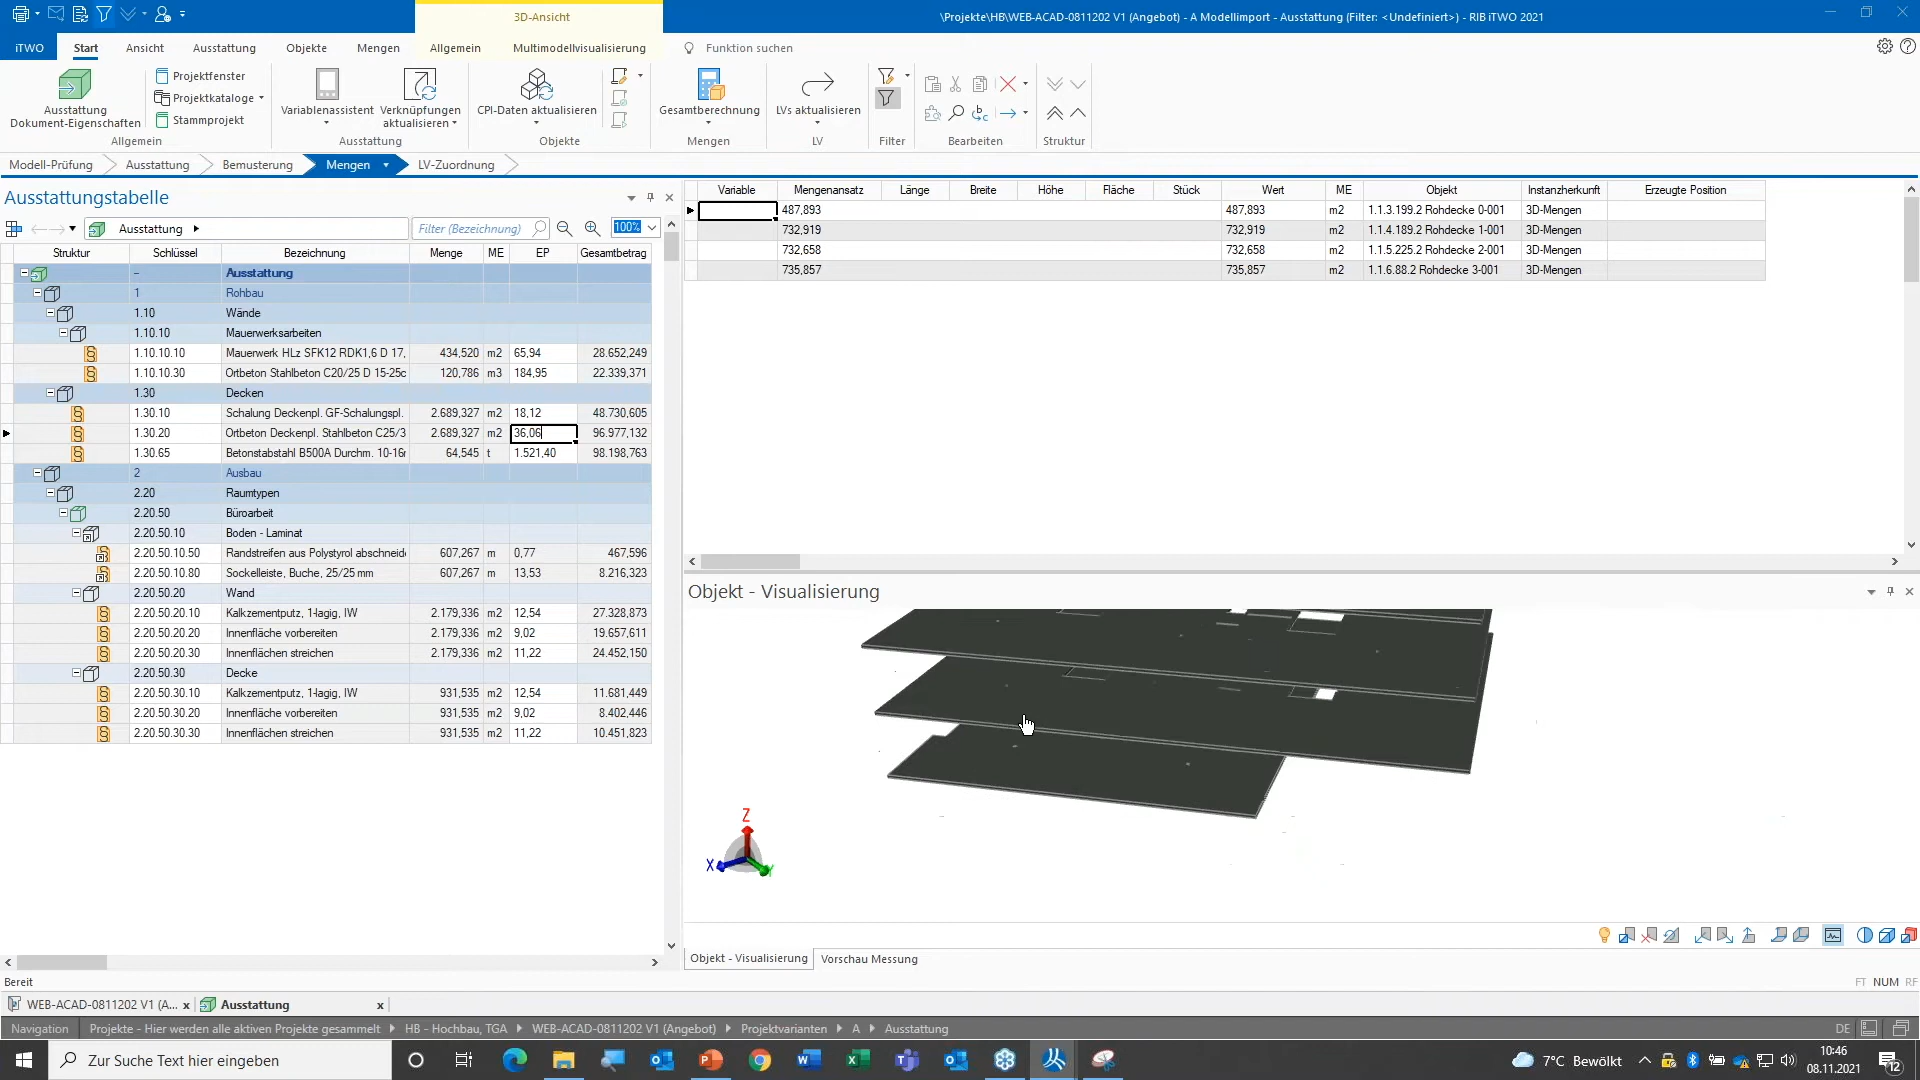 3D-Ansicht
\Projekte\HB\WEB-ACAD-0811202 V1 (Angebot) - A Modellimport - Ausstattung (Filter: <Undefiniert>) - RIB iTWO 2021
iTWO Start Ansicht Ausstattung Objekte Mengen Allgemein Multimodellvisualisierung Funktion suchen
Ausstattung Dokument-Eigenschaften
Projektfenster
Projektkataloge
Stammprojekt
Variablenassistent
Verknüpfungen aktualisieren
CPI-Daten aktualisieren
Gesamtberechnung
LVs aktualisieren
Allgemein Ausstattung Objekte Mengen LV Filter Bearbeiten Struktur
Modell-Prüfung Ausstattung Bemusterung Mengen LV-Zuordnung
Ausstattungstabelle
Ausstattung Filter (Bezeichnung) 100%
Struktur Schlüssel Bezeichnung Menge ME EP Gesamtbetrag
– Ausstattung
1 Rohbau
1.10 Wände
1.10.10 Mauerwerksarbeiten
1.10.10.10 Mauerwerk HLz SFK12 RDK1,6 D 17, 434,520 m2 65,94 28.652,249
1.10.10.30 Ortbeton Stahlbeton C20/25 D 15-25c 120,786 m3 184,95 22.339,371
1.30 Decken
1.30.10 Schalung Deckenpl. GF-Schalungspl. 2.689,327 m2 18,12 48.730,605
1.30.20 Ortbeton Deckenpl. Stahlbeton C25/3 2.689,327 m2 36,06 96.977,132
1.30.65 Betonstabstahl B500A Durchm. 10-16r 64,545 t 1.521,40 98.198,763
2 Ausbau
2.20 Raumtypen
2.20.50 Büroarbeit
2.20.50.10 Boden - Laminat
2.20.50.10.50 Randstreifen aus Polystyrol abschneide 607,267 m 0,77 467,596
2.20.50.10.80 Sockelleiste, Buche, 25/25 mm 607,267 m 13,53 8.216,323
2.20.50.20 Wand
2.20.50.20.10 Kalkzementputz, 1-lagig, IW 2.179,336 m2 12,54 27.328,873
2.20.50.20.20 Innenfläche vorbereiten 2.179,336 m2 9,02 19.657,611
2.20.50.20.30 Innenflächen streichen 2.179,336 m2 11,22 24.452,150
2.20.50.30 Decke
2.20.50.30.10 Kalkzementputz, 1-lagig, IW 931,535 m2 12,54 11.681,449
2.20.50.30.20 Innenfläche vorbereiten 931,535 m2 9,02 8.402,446
2.20.50.30.30 Innenflächen streichen 931,535 m2 11,22 10.451,823
Variable Mengenansatz Länge Breite Höhe Fläche Stück Wert ME Objekt Instanzherkunft Erzeugte Position
487,893 487,893 m2 1.1.3.199.2 Rohdecke 0-001 3D-Mengen
732,919 732,919 m2 1.1.4.189.2 Rohdecke 1-001 3D-Mengen
732,658 732,658 m2 1.1.5.225.2 Rohdecke 2-001 3D-Mengen
735,857 735,857 m2 1.1.6.88.2 Rohdecke 3-001 3D-Mengen
Objekt - Visualisierung
Z
X
Y
Objekt - Visualisierung Vorschau Messung
Bereit FT NUM RF
WEB-ACAD-0811202 V1 (A... x Ausstattung x
Navigation Projekte - Hier werden alle aktiven Projekte gesammelt HB - Hochbau, TGA WEB-ACAD-0811202 V1 (Angebot) Projektvarianten A Ausstattung DE
Zur Suche Text hier eingeben
7°C Bewölkt
10:46
08.11.2021
12